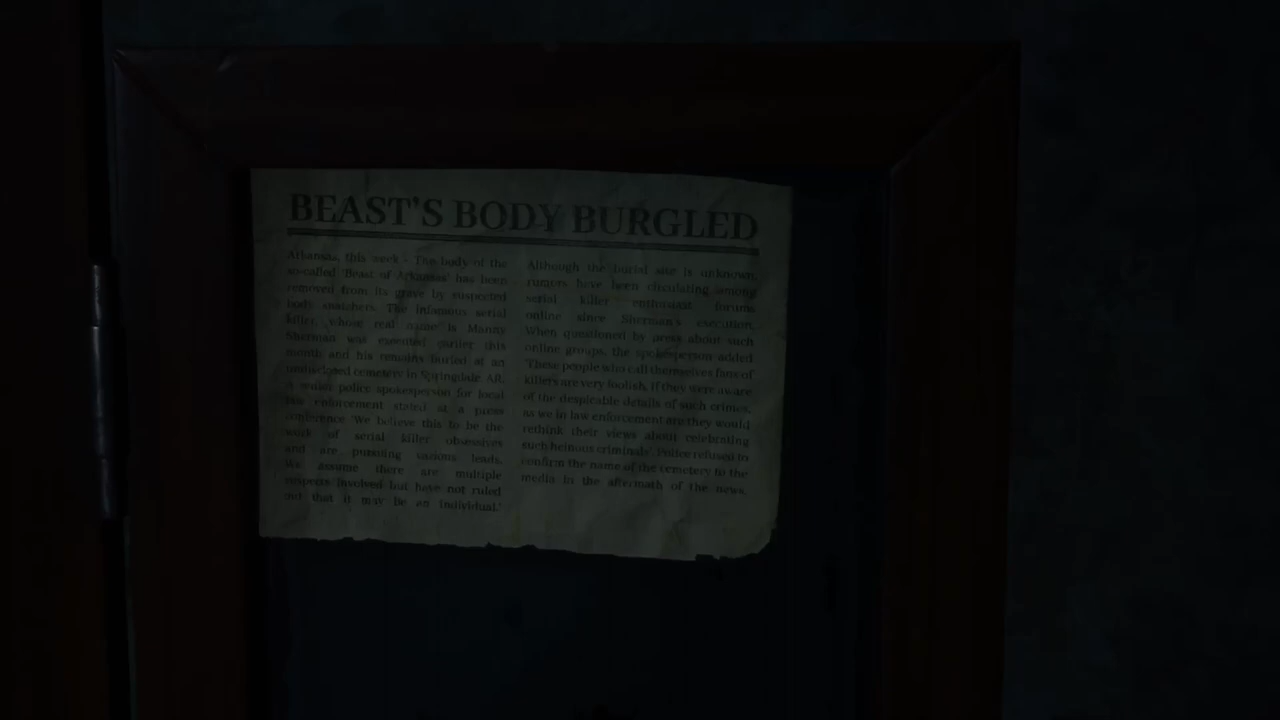 BEAST'S BODY BURGLED
Arkansas, this week - The body of the
so-called 'Beast of Arkansas' has been
removed from its grave by suspected
body snatchers. The infamous serial
killer, whose real name is Manny
Sherman was executed earlier this
month and his remains buried at an
undisclosed cemetery in Springdale. AR.
police spokesperson for local
law enforcement stated at a press
conference 'We believe this to be the
work of serial killer obsessives
and are pursuing various leads.
We assume there are multiple
suspects involved but have not ruled
out that it may be an individual.'
Although the burial site is unknown,
rumors have been circulating among
serial killer enthusiast forums
online since Sherman's execution.
When questioned by press about such
online groups, the spokesperson added
'These people who call themselves fans of
killers are very foolish. If they were aware
of the despicable details of such crimes,
as we in law enforcement are they would
rethink their views about celebrating
such heinous criminals'. Police refused to
confirm the name of the cemetery to the
media in the aftermath of the news.